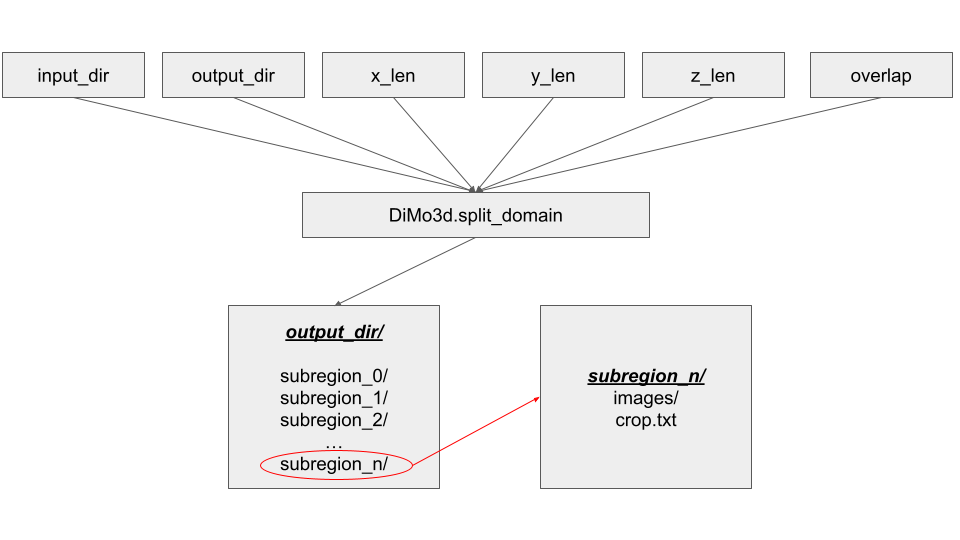 input_dir
output_dir
x_len
y_len
z_len
overlap
DiMo3d.split_domain
output_dir/
subregion_0/
subregion_1/
subregion_2/
…
subregion_n/
subregion_n/
images/
crop.txt